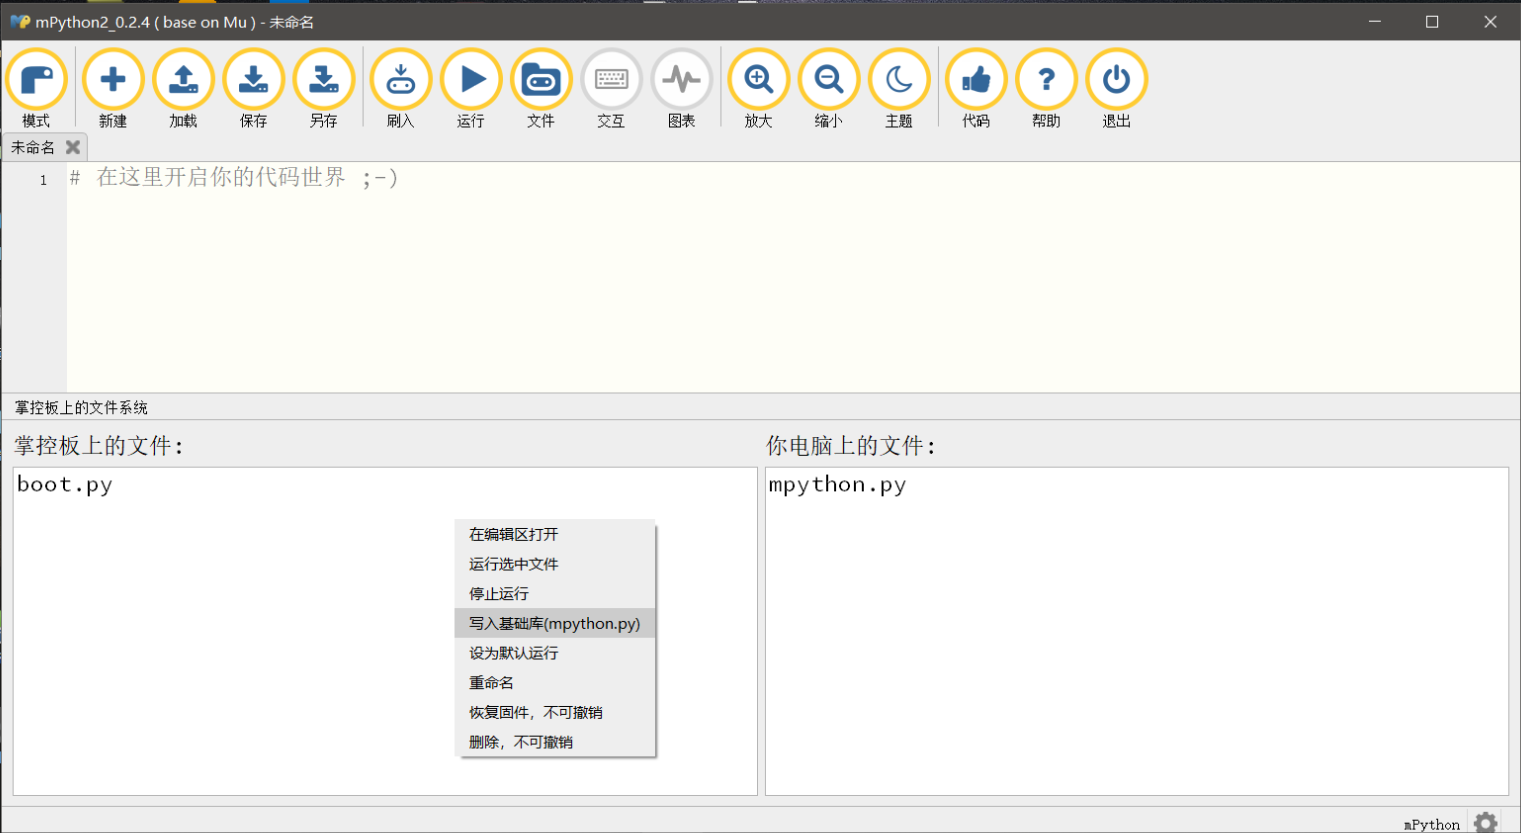 mPython2_0.2.4 ( base on Mu ) - 未命名
模式 新建 加载 保存 另存 刷入 运行 文件 交互 图表 放大 缩小 主题 代码 帮助 退出
未命名
1 # 在这里开启你的代码世界 ;-)
掌控板上的文件系统
掌控板上的文件: 你电脑上的文件:
boot.py mpython.py
在编辑区打开
运行选中文件
停止运行
写入基础库(mpython.py)
设为默认运行
重命名
恢复固件，不可撤销
删除，不可撤销
mPython